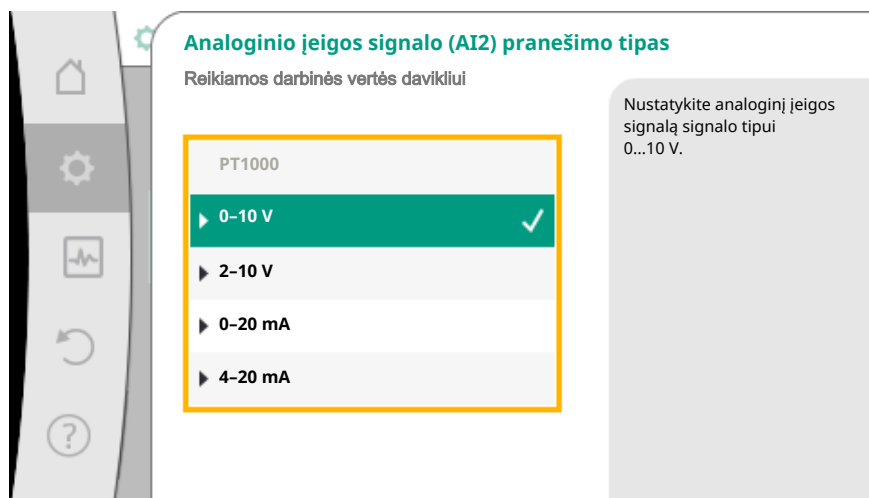 Analoginio įeigos signalo (AI2) pranešimo tipas
Reikiamos darbinės vertės davikliui
PT1000
0–10 V
2–10 V
0–20 mA
4–20 mA
Nustatykite analoginį įeigos
signalą signalo tipui
0…10 V.
?